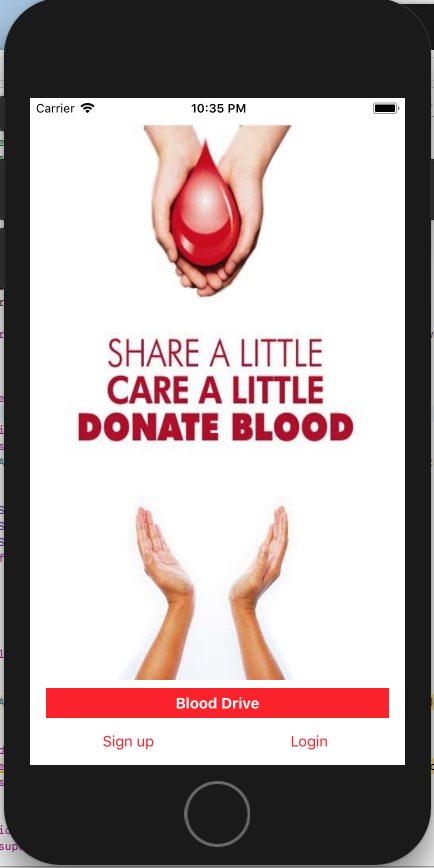 Carrier 10:35 PM
SHARE A LITTLE
CARE A LITTLE
DONATE BLOOD
Blood Drive
Sign up Login